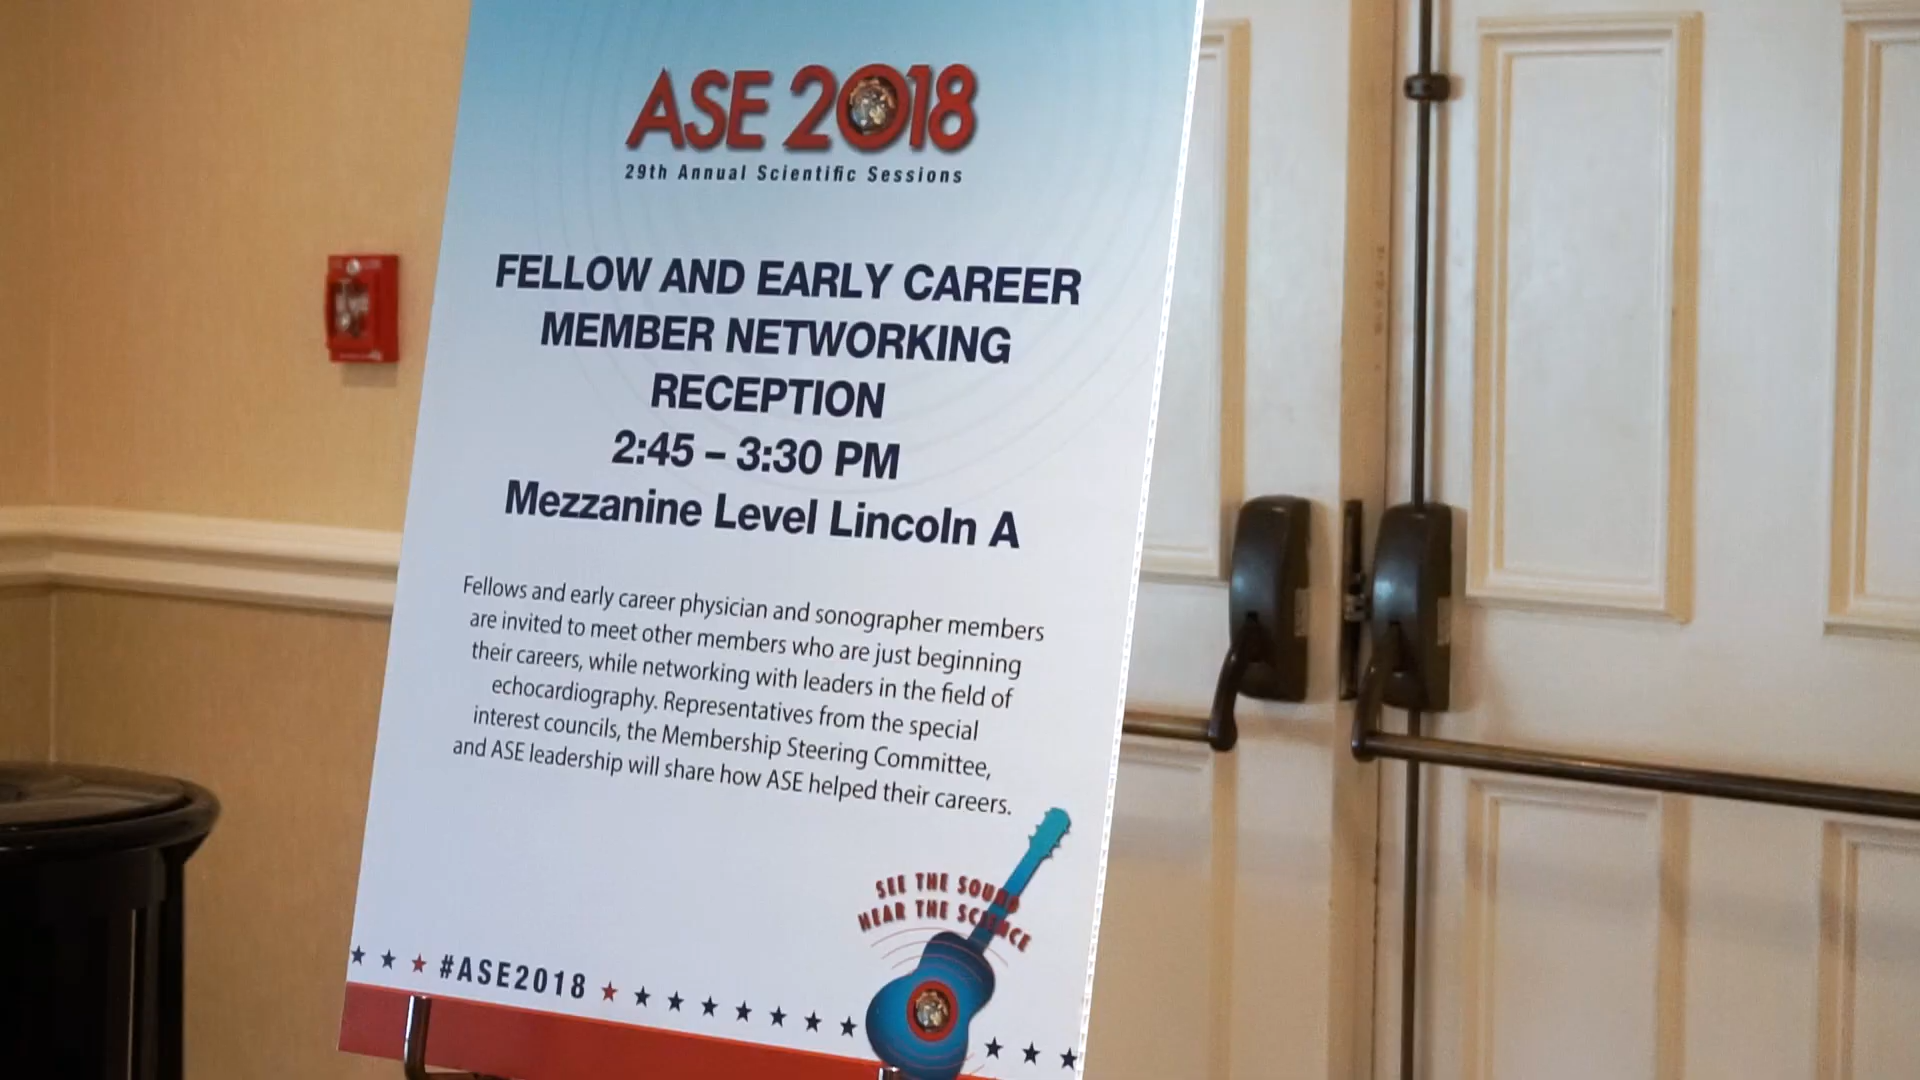 ASE 2018
29th Annual Scientific Sessions
FELLOW AND EARLY CAREER
MEMBER NETWORKING
RECEPTION
2:45 – 3:30 PM
Mezzanine Level Lincoln A
Fellows and early career physician and sonographer members
are invited to meet other members who are just beginning
their careers, while networking with leaders in the field of
echocardiography. Representatives from the special
interest councils, the Membership Steering Committee,
and ASE leadership will share how ASE helped their careers.
SEE THE SOUND
HEAR THE SCIENCE
#ASE2018